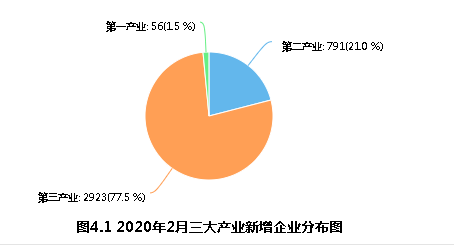 第一产业: 56(1.5 %)
第二产业: 791(21.0 %)
第三产业: 2923(77.5 %)
图4.1 2020年2月三大产业新增企业分布图